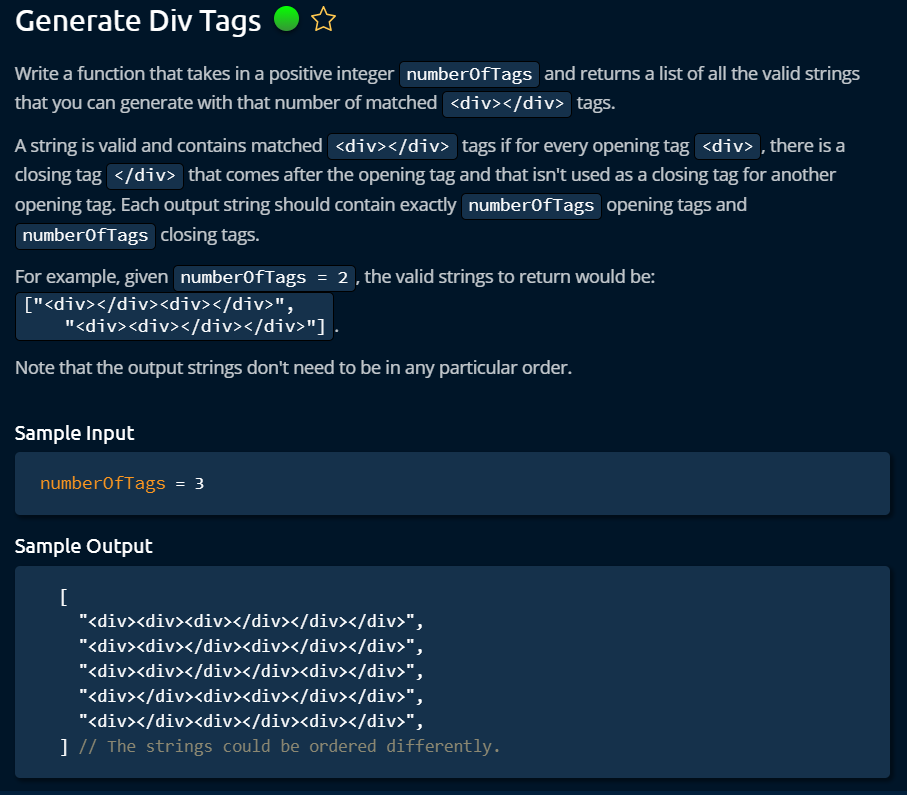 Generate Div Tags
Write a function that takes in a positive integer numberOfTags and returns a list of all the valid strings
that you can generate with that number of matched <div></div> tags.
A string is valid and contains matched <div></div> tags if for every opening tag <div>, there is a
closing tag </div> that comes after the opening tag and that isn't used as a closing tag for another
opening tag. Each output string should contain exactly numberOfTags opening tags and
numberOfTags closing tags.
For example, given numberOfTags = 2, the valid strings to return would be:
["<div></div><div></div>",
"<div><div></div></div>"].
Note that the output strings don't need to be in any particular order.
Sample Input
numberOfTags = 3
Sample Output
[
"<div><div><div></div></div></div>",
"<div><div></div><div></div></div>",
"<div><div></div></div><div></div>",
"<div></div><div><div></div></div>",
"<div></div><div></div><div></div>",
] // The strings could be ordered differently.